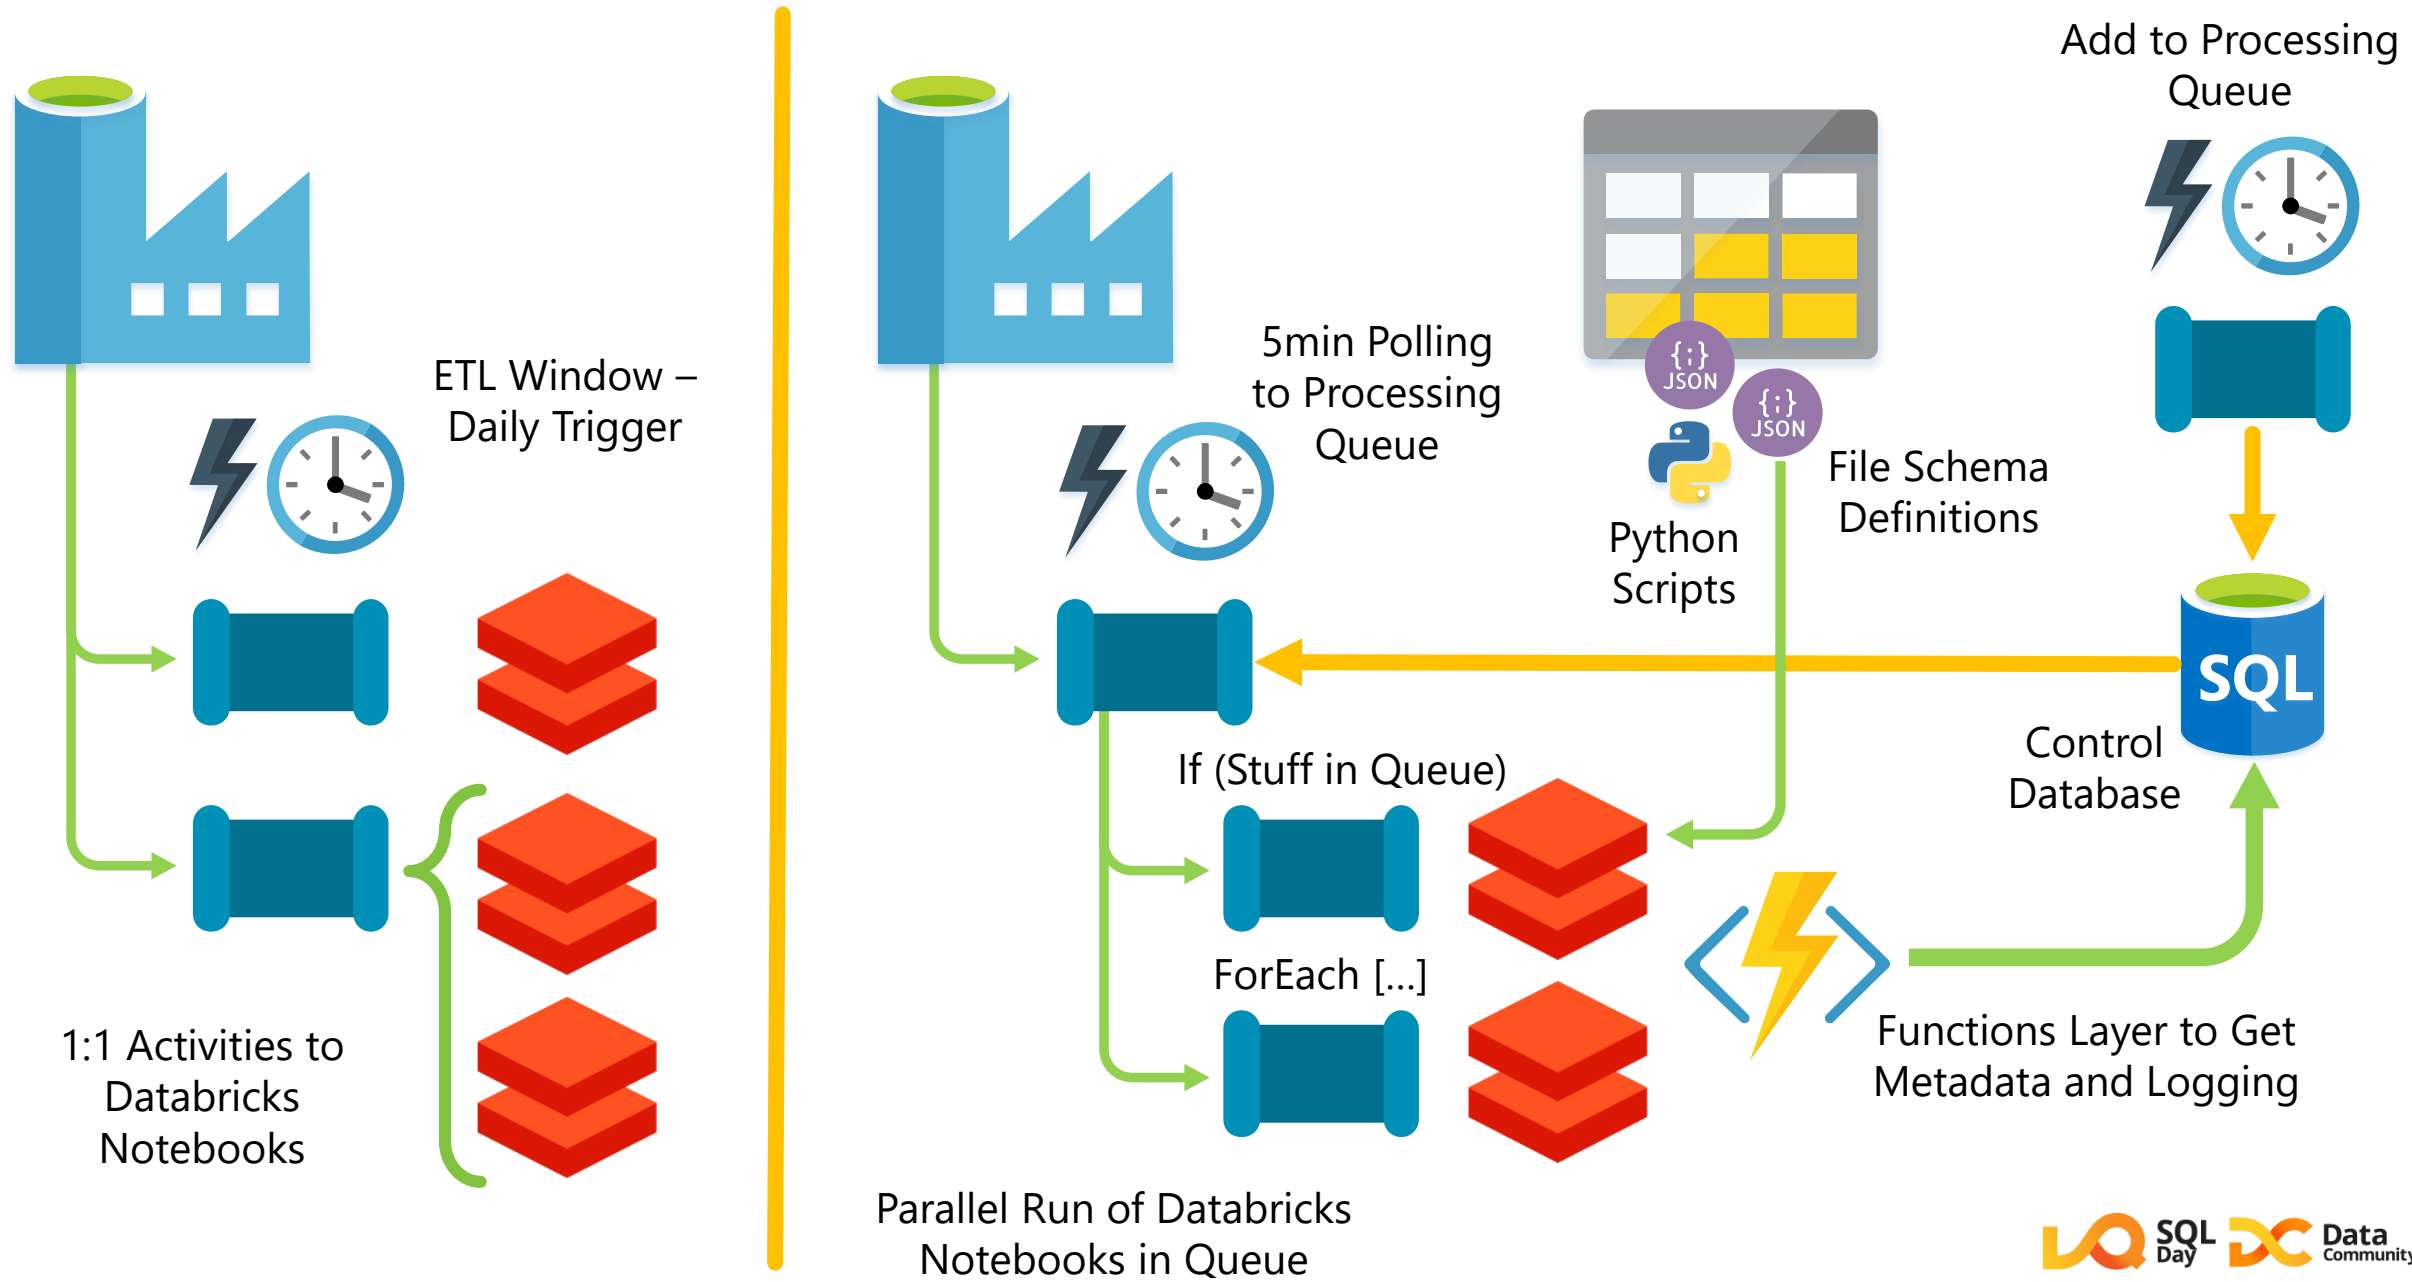 ETL Window –
Daily Trigger
1:1 Activities to
Databricks
Notebooks
5min Polling
to Processing
Queue
{;}
JSON
{;}
JSON
Python
Scripts
File Schema
Definitions
Add to Processing
Queue
SQL
Control
Database
If (Stuff in Queue)
ForEach [...]
Functions Layer to Get
Metadata and Logging
Parallel Run of Databricks
Notebooks in Queue
SQL
Day
Data
Community